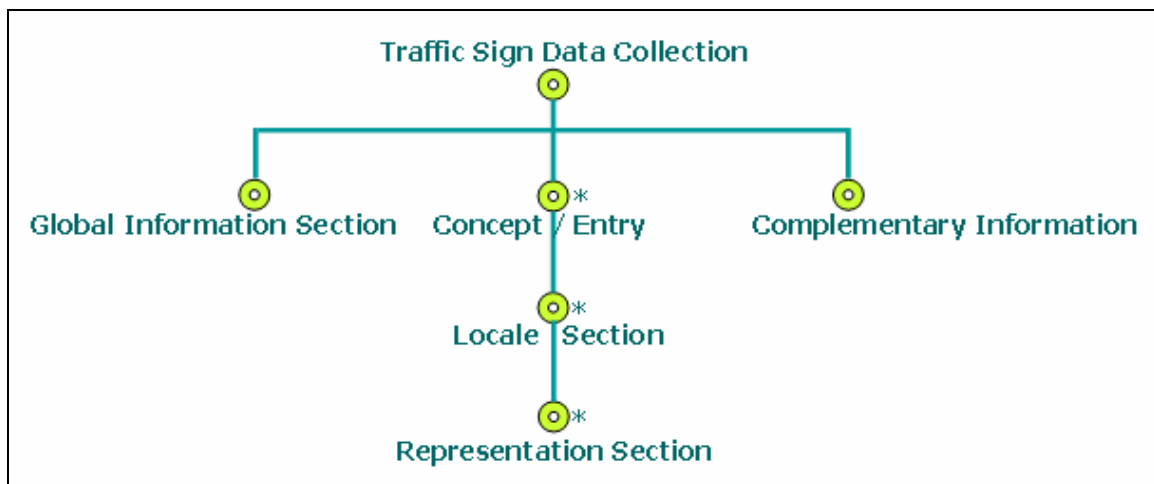 Traffic Sign Data Collection
*
Global Information Section
Concept / Entry
Complementary Information
*
Locale Section
*
Representation Section